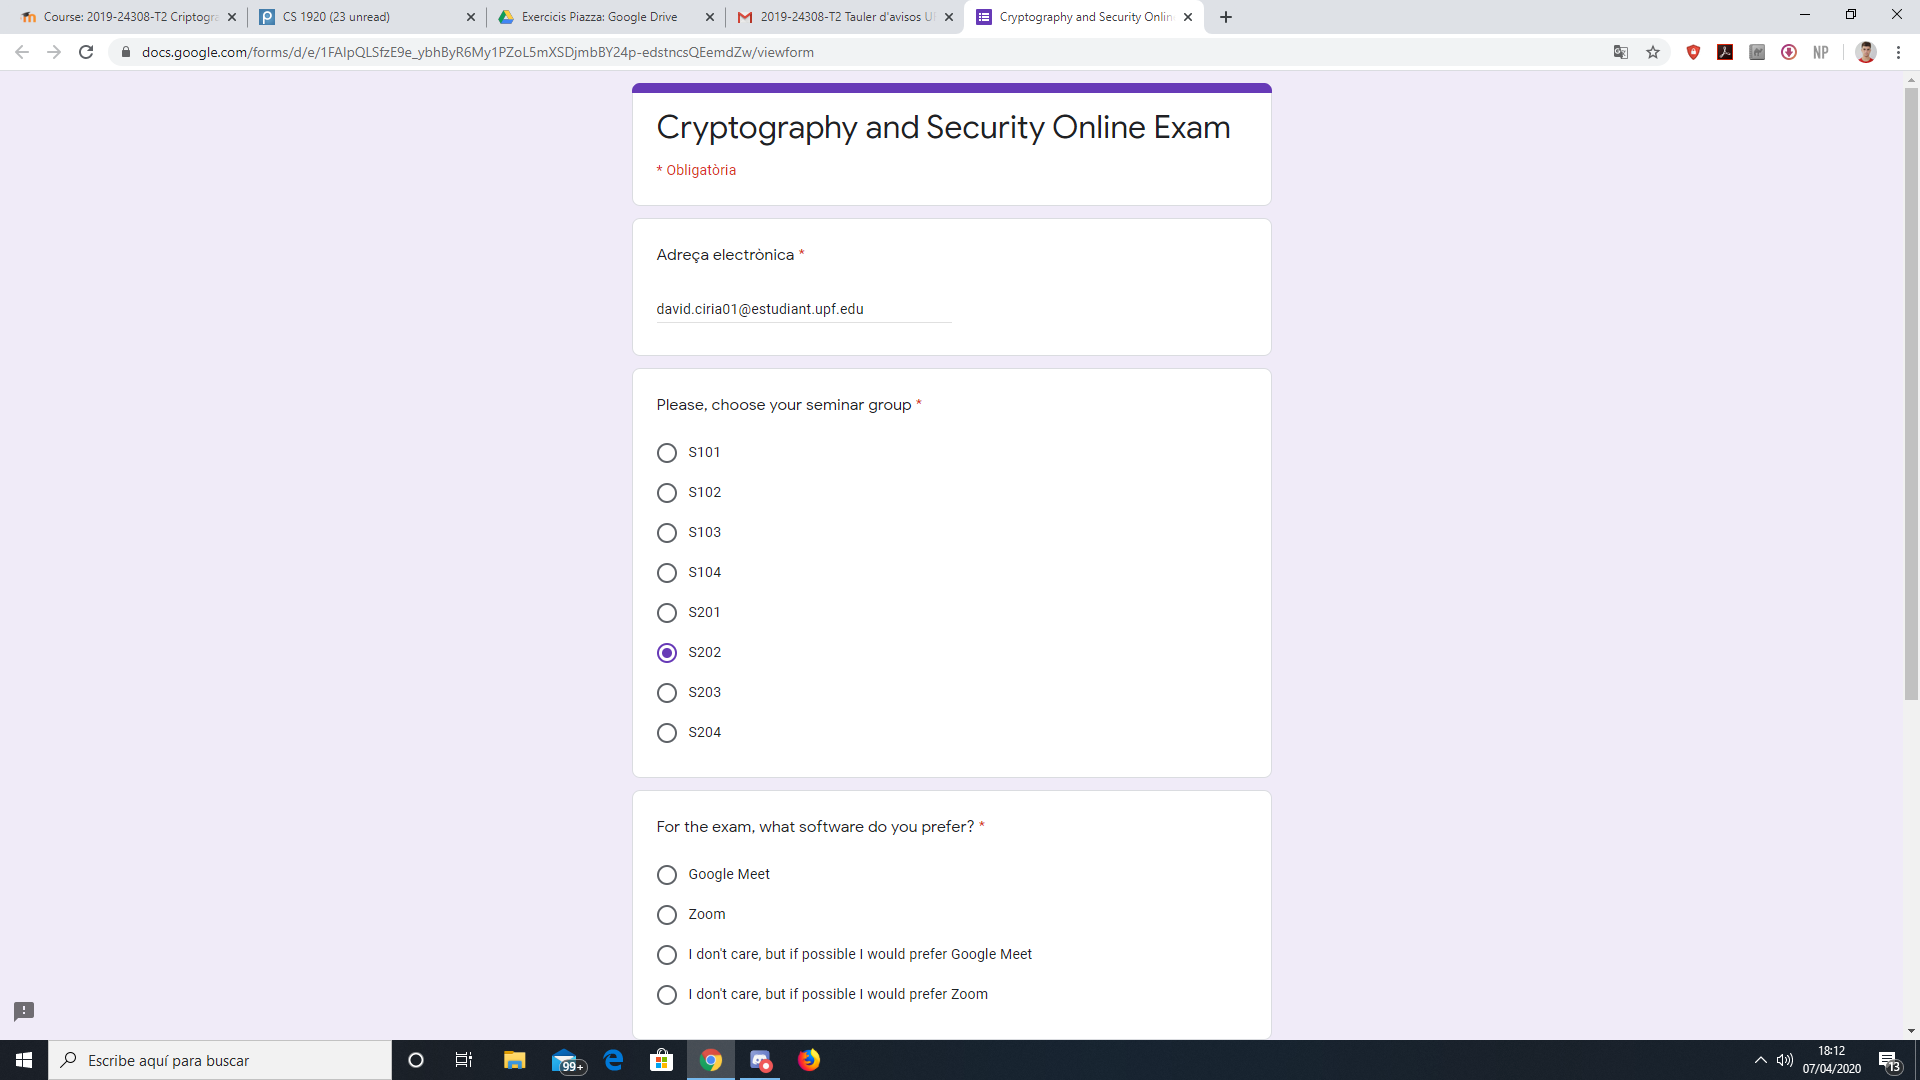 Course: 2019-24308-T2 Criptogra
CS 1920 (23 unread)
Exercicis Piazza: Google Drive
2019-24308-T2 Tauler d'avisos U
Cryptography and Security Onlin
docs.google.com/forms/d/e/1FAIpQLSfzE9e_ybhByR6My1PZoL5mXSDjmbBY24p-edstncsQEemdZw/viewform
NP
Cryptography and Security Online Exam
* Obligatòria
Adreça electrònica *
david.ciria01@estudiant.upf.edu
Please, choose your seminar group *
S101
S102
S103
S104
S201
S202
S203
S204
For the exam, what software do you prefer? *
Google Meet
Zoom
I don't care, but if possible I would prefer Google Meet
I don't care, but if possible I would prefer Zoom
Escribe aquí para buscar
99+
18:12
07/04/2020
13